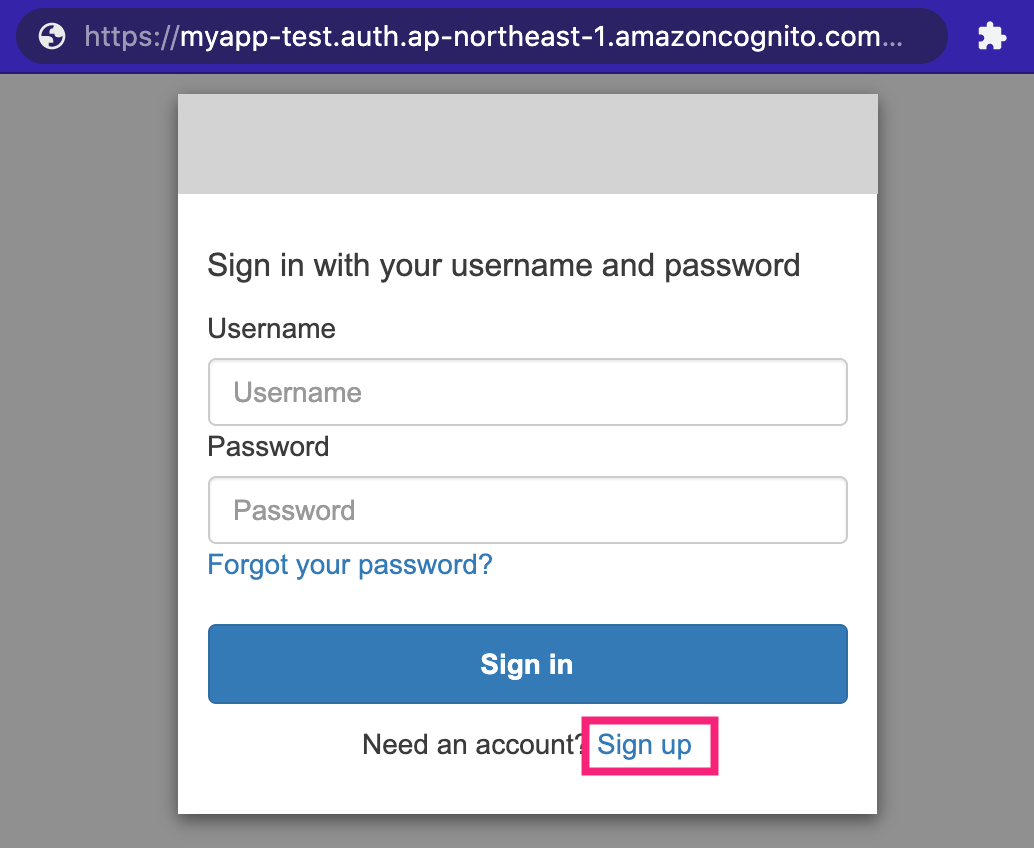 https://myapp-test.auth.ap-northeast-1.amazoncognito.com...
Sign in with your username and password
Username
Username
Password
Password
Forgot your password?
Sign in
Need an account? Sign up